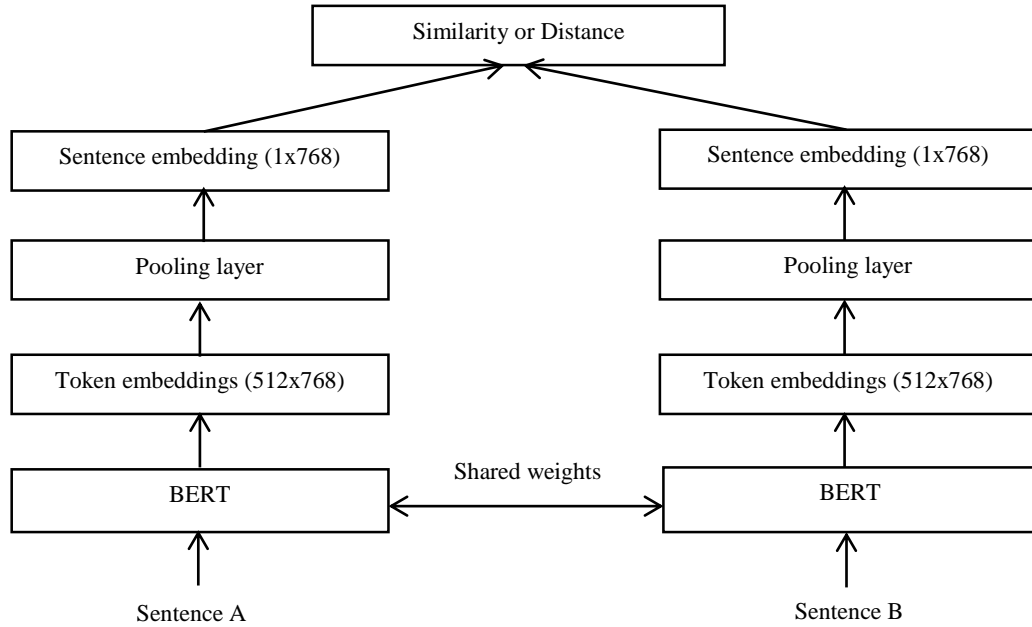 Similarity or Distance
Sentence embedding (1x768)
Sentence embedding (1x768)
Pooling layer
Pooling layer
Token embeddings (512x768)
Token embeddings (512x768)
Shared weights
BERT
BERT
Sentence A
Sentence B